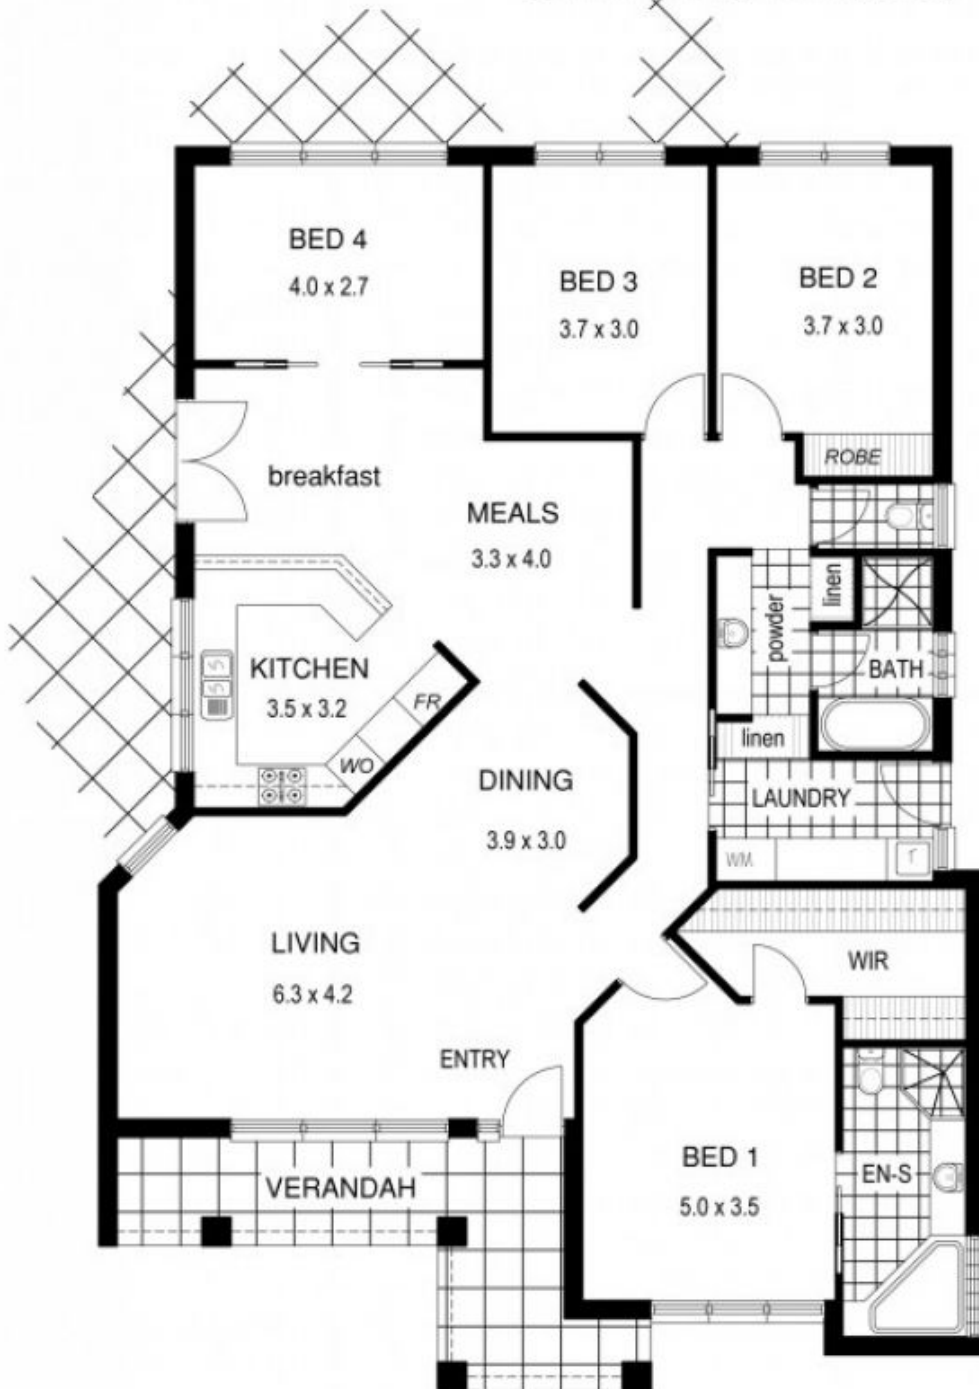 BED 4
4.0 x 2.7
BED 3
3.7 x 3.0
BED 2
3.7 x 3.0
ROBE
breakfast
MEALS
3.3 x 4.0
linen
powder
KITCHEN
3.5 x 3.2
FR
WO
BATH
linen
DINING
3.9 x 3.0
LAUNDRY
WM
T
LIVING
6.3 x 4.2
WIR
ENTRY
BED 1
5.0 x 3.5
EN-S
VERANDAH